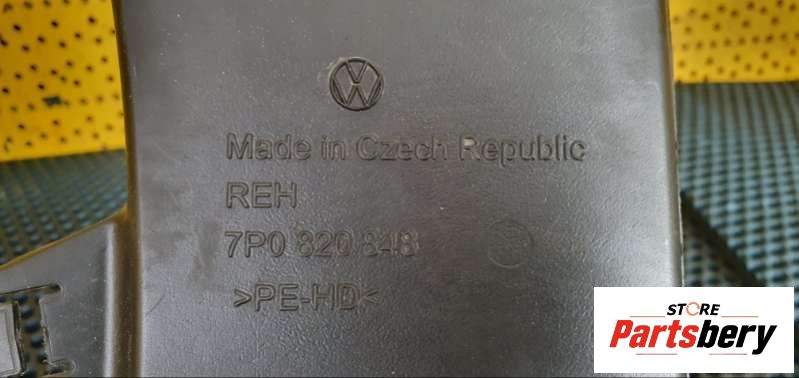 Made in Czech Republic
REH
7P0 820 848
>PE-HD<
STORE
Partsbery